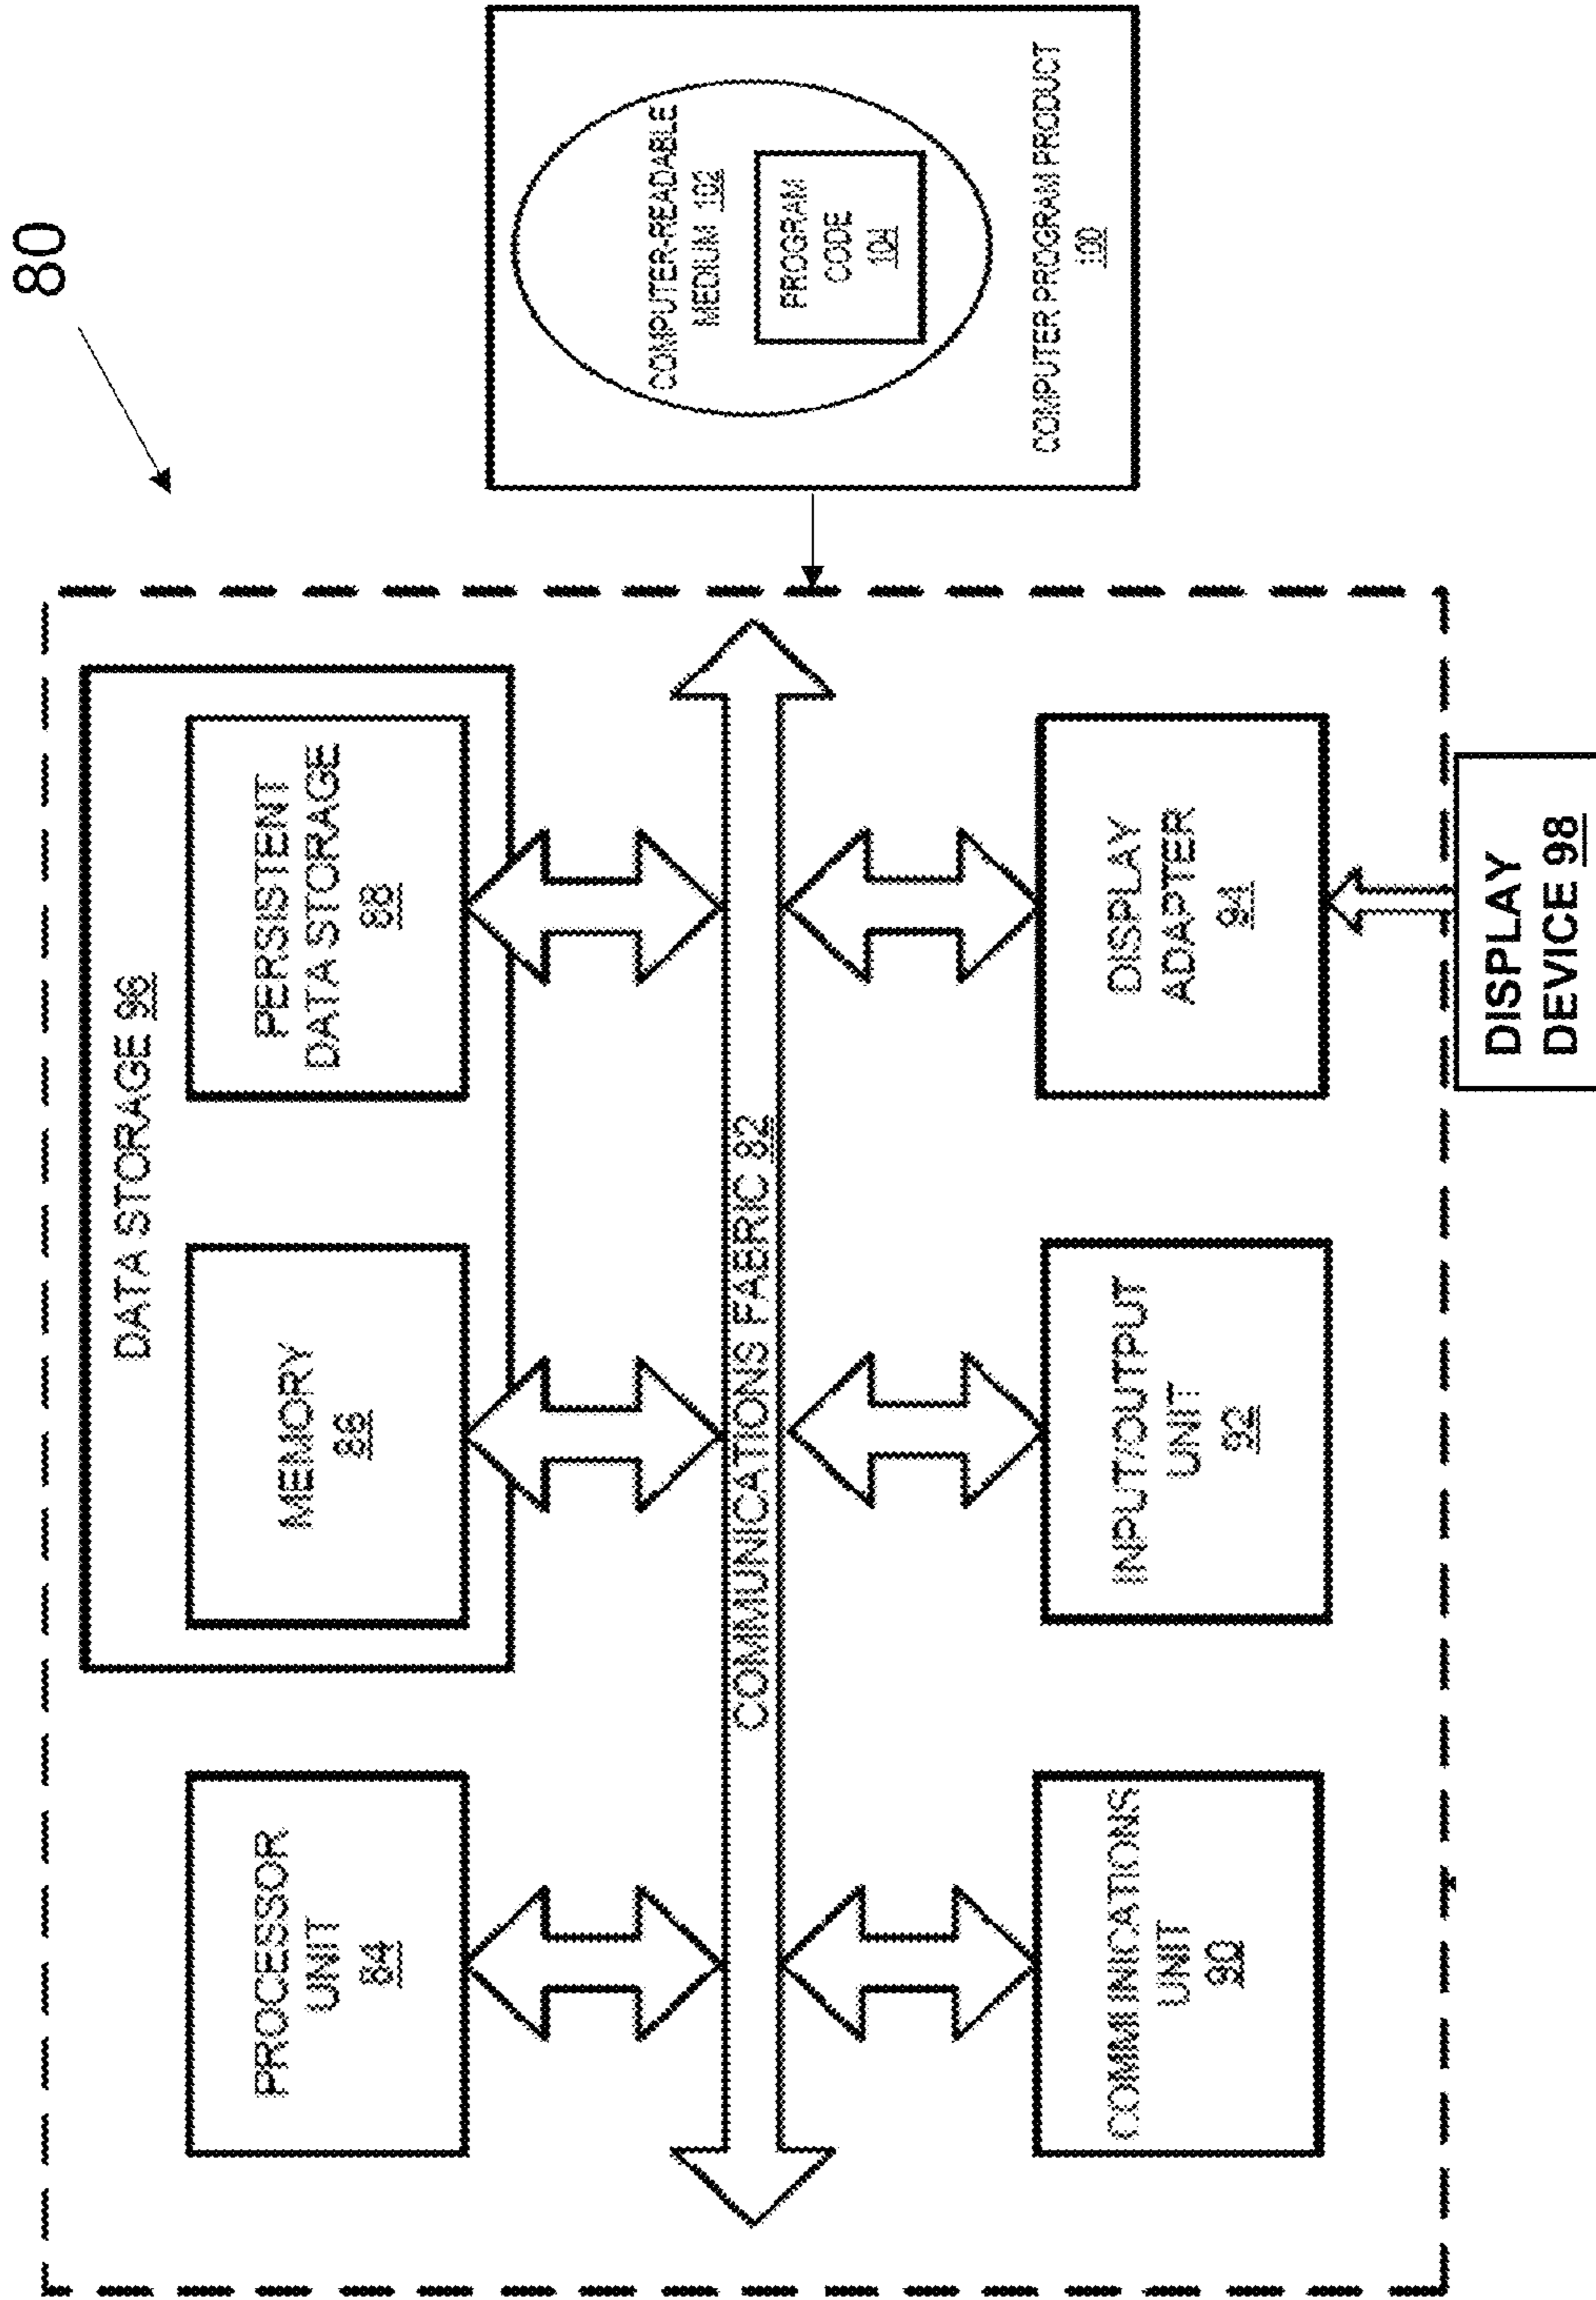 80
DATA STORAGE 96
PROCESSOR
UNIT
84
MEMORY
86
PERSISTENT
DATA STORAGE
88
COMMUNICATIONS FABRIC 82
COMMUNICATIONS
UNIT
90
INPUT/OUTPUT
UNIT
92
DISPLAY
ADAPTER
94
DISPLAY
DEVICE 98
COMPUTER-READABLE
MEDIUM 102
PROGRAM
CODE
104
COMPUTER PROGRAM PRODUCT
100